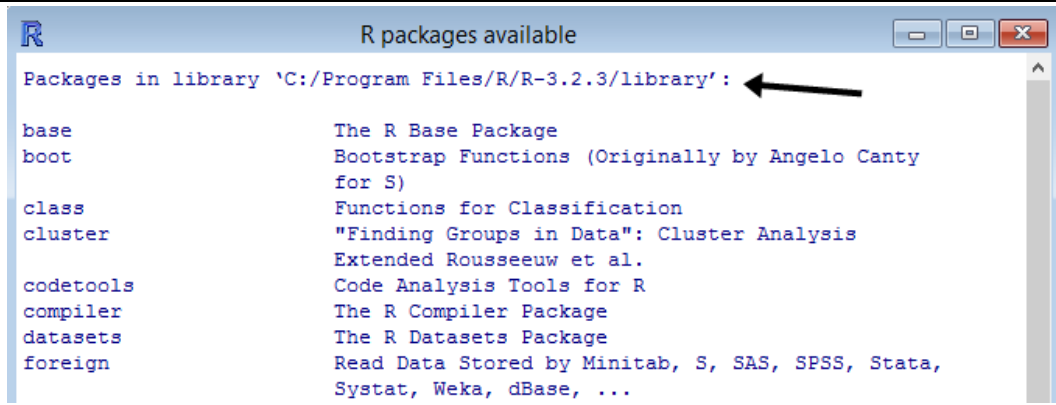 R packages available
Packages in library ‘C:/Program Files/R/R-3.2.3/library’:
base The R Base Package
boot Bootstrap Functions (Originally by Angelo Canty
for S)
class Functions for Classification
cluster "Finding Groups in Data": Cluster Analysis
Extended Rousseeuw et al.
codetools Code Analysis Tools for R
compiler The R Compiler Package
datasets The R Datasets Package
foreign Read Data Stored by Minitab, S, SAS, SPSS, Stata,
Systat, Weka, dBase, ...